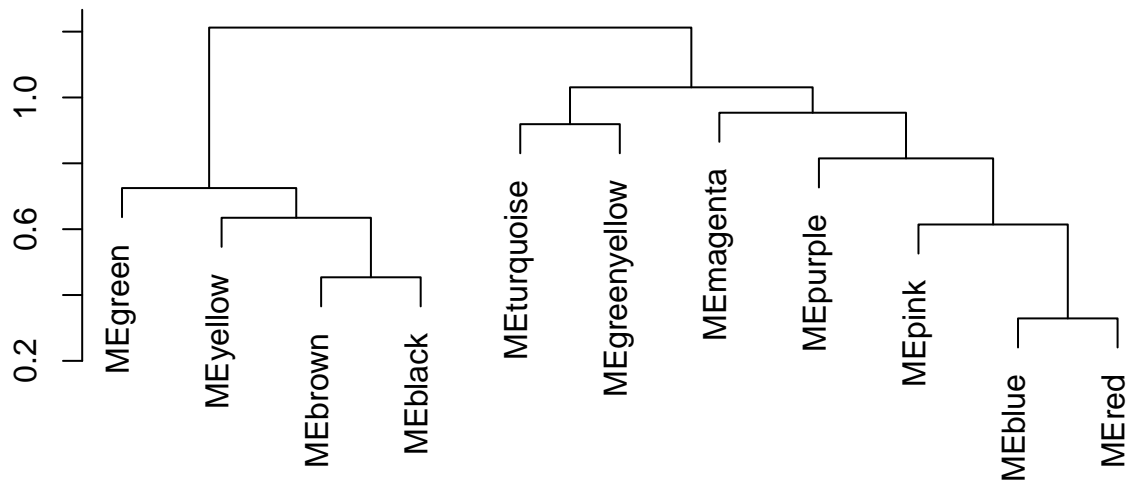 1.0
0.6
0.2
MEgreen
MEyellow
MEbrown
MEblack
MEturquoise
MEgreenyellow
MEmagenta
MEpurple
MEpink
MEblue
MEred